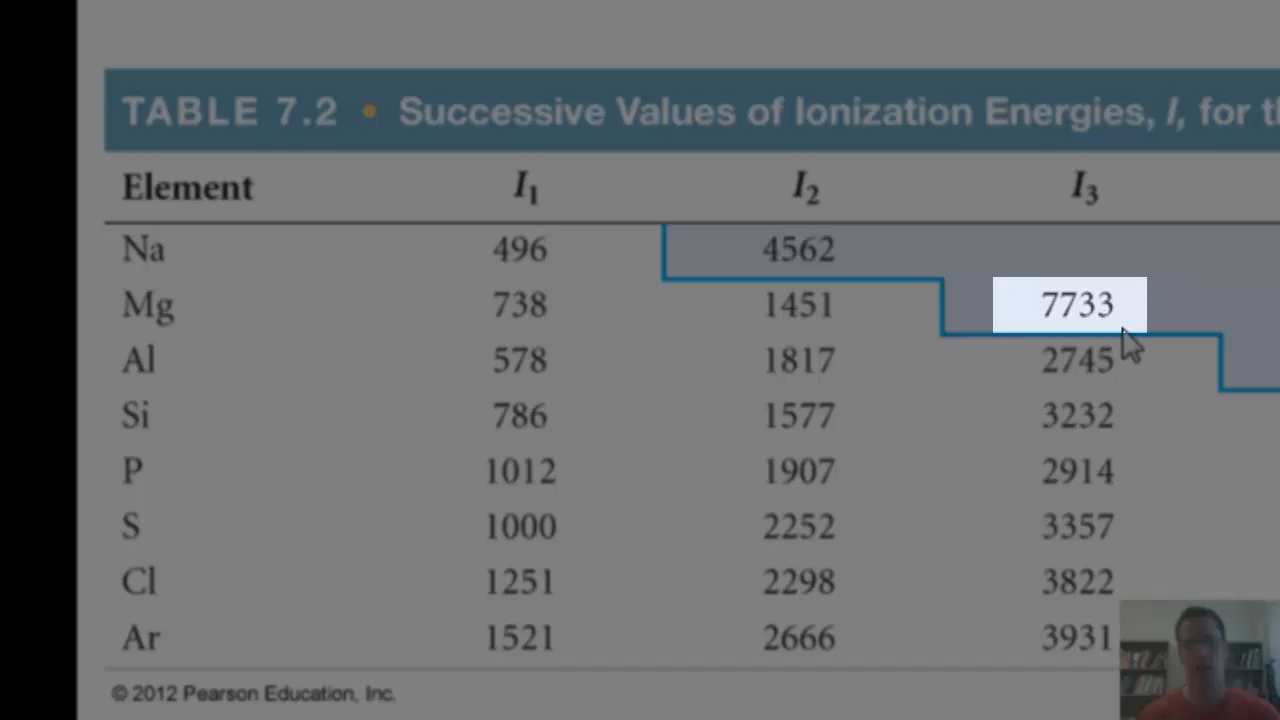 TABLE 7.2 • Successive Values of Ionization Energies, I, for th
Element I₁ I₂ I₃
Na 496 4562
Mg 738 1451 7733
Al 578 1817 2745
Si 786 1577 3232
P 1012 1907 2914
S 1000 2252 3357
Cl 1251 2298 3822
Ar 1521 2666 3931
© 2012 Pearson Education, Inc.